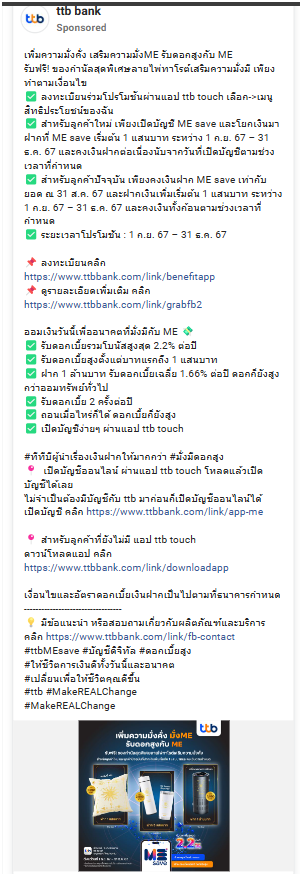 ttb
ttb bank
Sponsored
เพิ่มความมั่งคั่ง เสริมความมั่งME รับดอกสูงกับ ME
รับฟรี! ของกำนัลสุดพิเศษลายไพ่ทาโรต์เสริมความมั่งมี เพียง
ทำตามเงื่อนไข
✅ ลงทะเบียนร่วมโปรโมชันผ่านแอป ttb touch เลือก->เมนู
สิทธิประโยชน์ของฉัน
✅ สำหรับลูกค้าใหม่ เพียงเปิดบัญชี ME save และโยกเงินมา
ฝากที่ ME save เริ่มต้น 1 แสนบาท ระหว่าง 1 ก.ย. 67 – 31
ธ.ค. 67 และคงเงินฝากต่อเนื่องนับจากวันที่เปิดบัญชีตามช่วง
เวลาที่กำหนด
✅ สำหรับลูกค้าปัจจุบัน เพียงคงเงินฝาก ME save เท่ากับ
ยอด ณ 31 ส.ค. 67 และฝากเงินเพิ่มเริ่มต้น 1 แสนบาท ระหว่าง
1 ก.ย. 67 – 31 ธ.ค. 67 และคงเงินทั้งก้อนตามช่วงเวลาที่
กำหนด
✅ ระยะเวลาโปรโมชัน : 1 ก.ย. 67 – 31 ธ.ค. 67
📌 ลงทะเบียนคลิก
https://www.ttbbank.com/link/benefitapp
📌 ดูรายละเอียดเพิ่มเติม คลิก
https://www.ttbbank.com/link/grabfb2
ออมเงินวันนี้เพื่ออนาคตที่มั่งมีกับ ME 💸
✅ รับดอกเบี้ยรวมโบนัสสูงสุด 2.2% ต่อปี
✅ รับดอกเบี้ยสูงตั้งแต่บาทแรกถึง 1 แสนบาท
✅ ฝาก 1 ล้านบาท รับดอกเบี้ยเฉลี่ย 1.66% ต่อปี ดอกก็ยังสูง
กว่าออมทรัพย์ทั่วไป
✅ รับดอกเบี้ย 2 ครั้งต่อปี
✅ ถอนเมื่อไหร่ก็ได้ ดอกเบี้ยก็ยังสูง
✅ เปิดบัญชีง่ายๆ ผ่านแอป ttb touch
#ทีทีบีผู้นำเรื่องเงินฝากให้มากกว่า #มั่งมีดอกสูง
📍 เปิดบัญชีออนไลน์ ผ่านแอป ttb touch โหลดแล้วเปิด
บัญชีได้เลย
ไม่จำเป็นต้องมีบัญชีกับ ttb มาก่อนก็เปิดบัญชีออนไลน์ได้
เปิดบัญชี คลิก https://www.ttbbank.com/link/app-me
📍 สำหรับลูกค้าที่ยังไม่มี แอป ttb touch
ดาวน์โหลดแอป คลิก
https://www.ttbbank.com/link/downloadapp
เงื่อนไขและอัตราดอกเบี้ยเงินฝากเป็นไปตามที่ธนาคารกำหนด
---------------------------------
💡 มีข้อแนะนำ หรือสอบถามเกี่ยวกับผลิตภัณฑ์และบริการ
คลิก https://www.ttbbank.com/link/fb-contact
#ttbMEsave #บัญชีดิจิทัล #ดอกเบี้ยสูง
#ให้ชีวิตการเงินดีทั้งวันนี้และอนาคต
#เปลี่ยนเพื่อให้ชีวิตคุณดีขึ้น
#ttb #MakeREALChange
#MakeREALChange
ttb
เพิ่มความมั่งคั่ง มั่งME
รับดอกสูงกับ ME
ME
save
2.2%